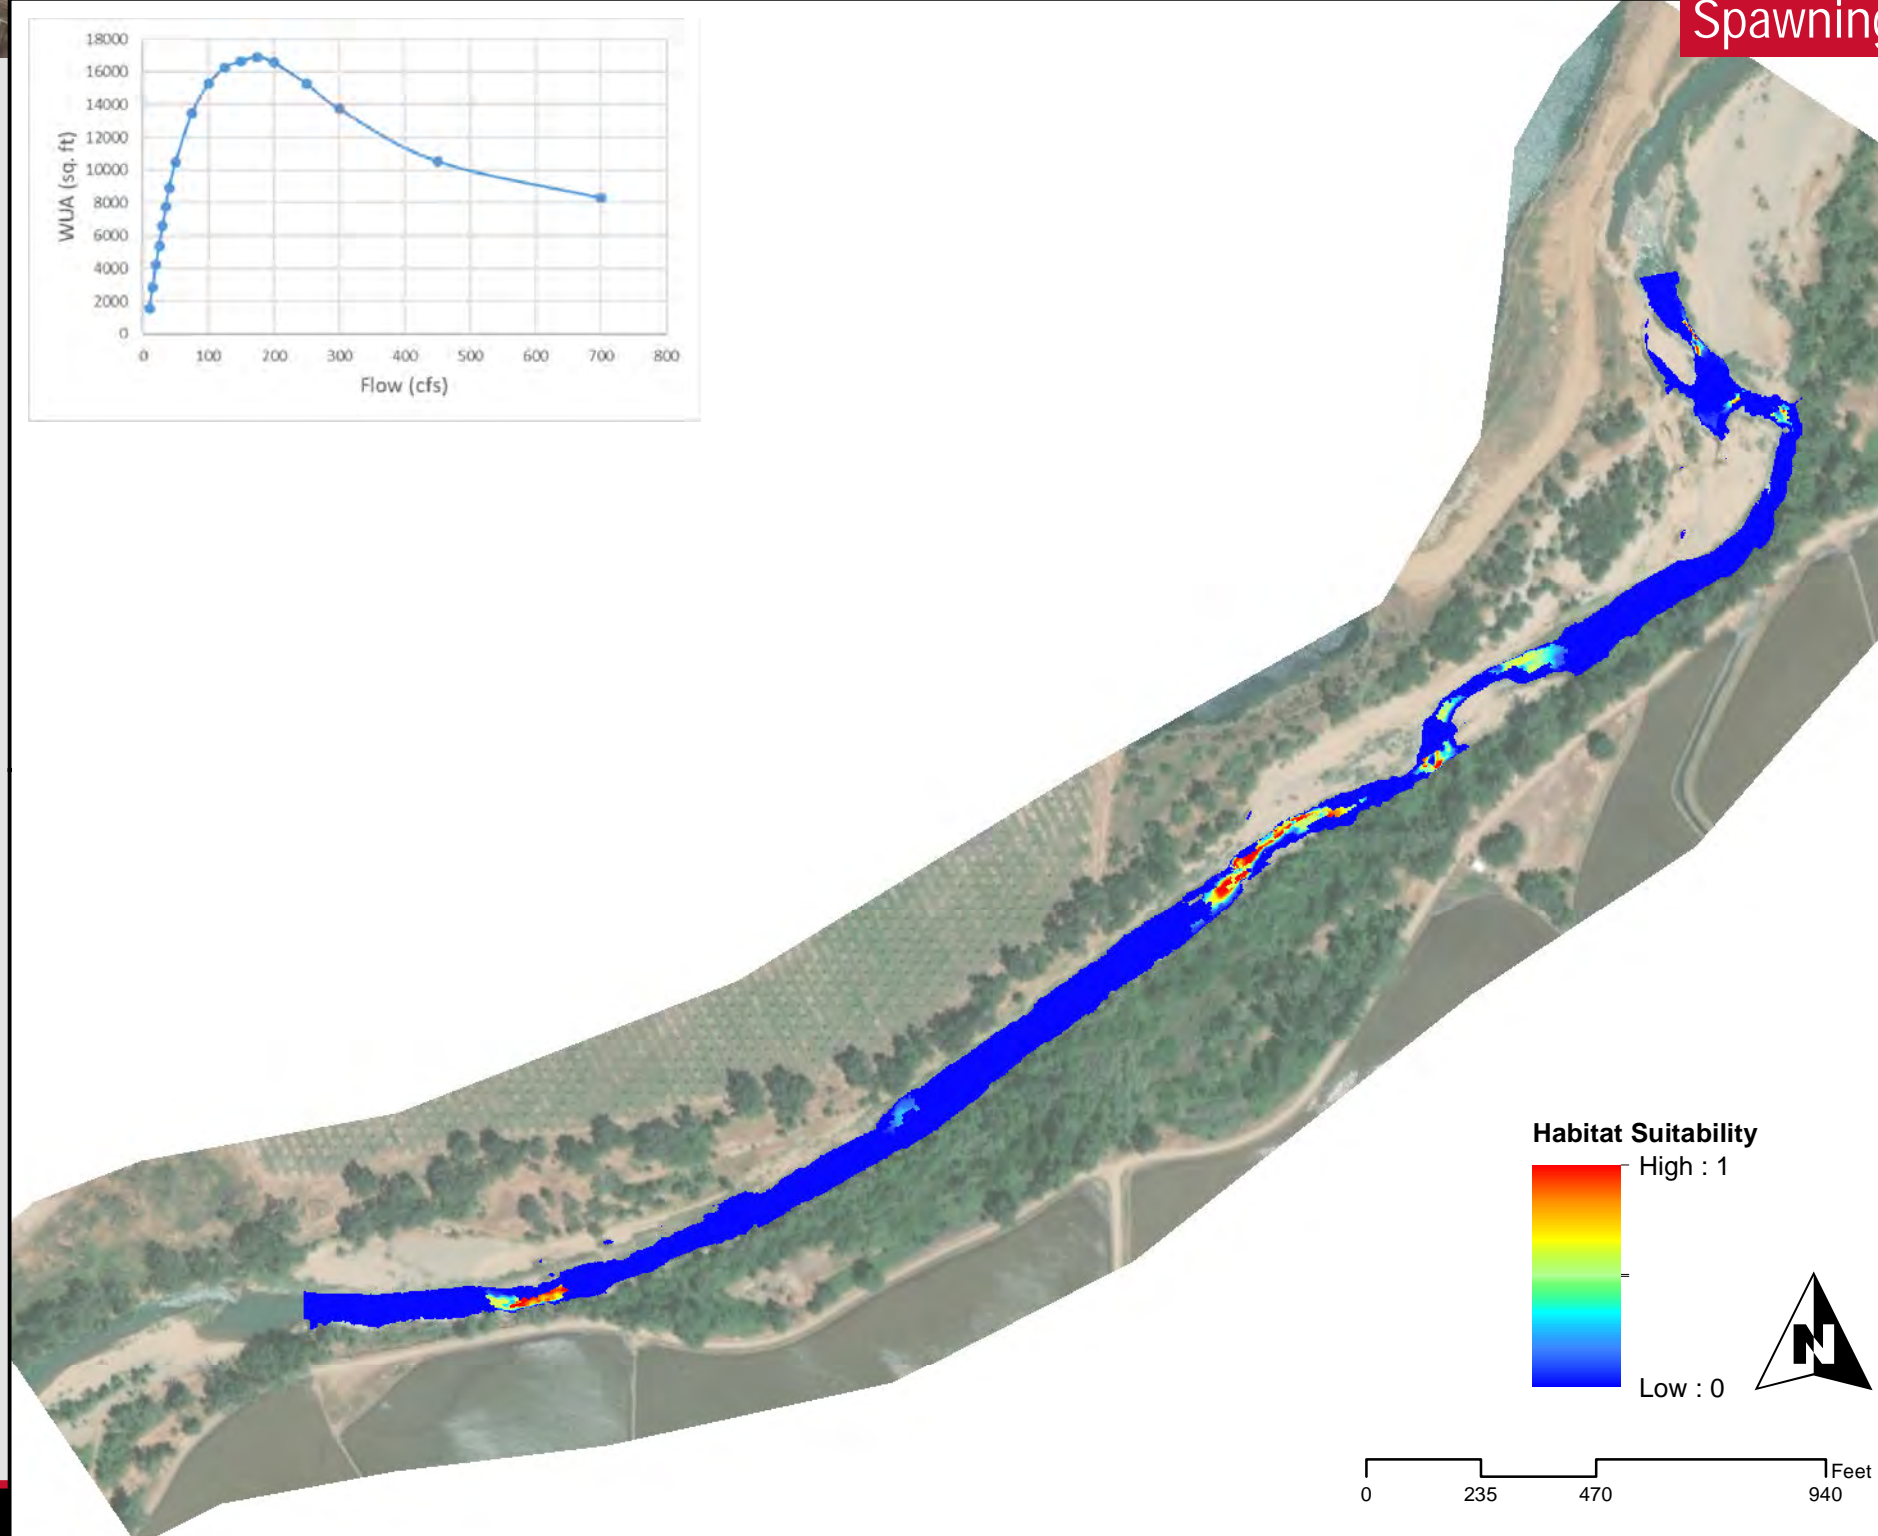 Spawning
18000
16000
14000
12000
10000
8000
6000
4000
2000
0
WUA (sq. ft)
0 100 200 300 400 500 600 700 800
Flow (cfs)
Habitat Suitability
High : 1
Low : 0
N
Feet
0 235 470 940